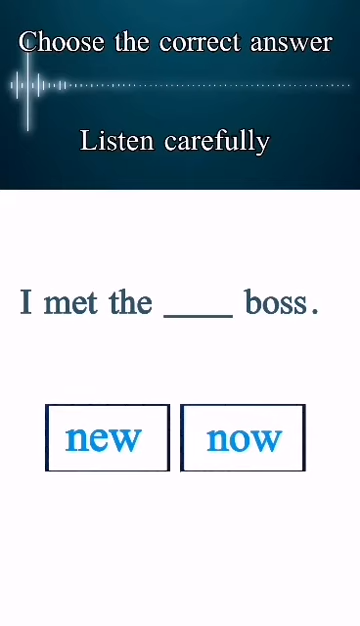 Choose the correct answer
Listen carefully
I met the ____ boss.
new now